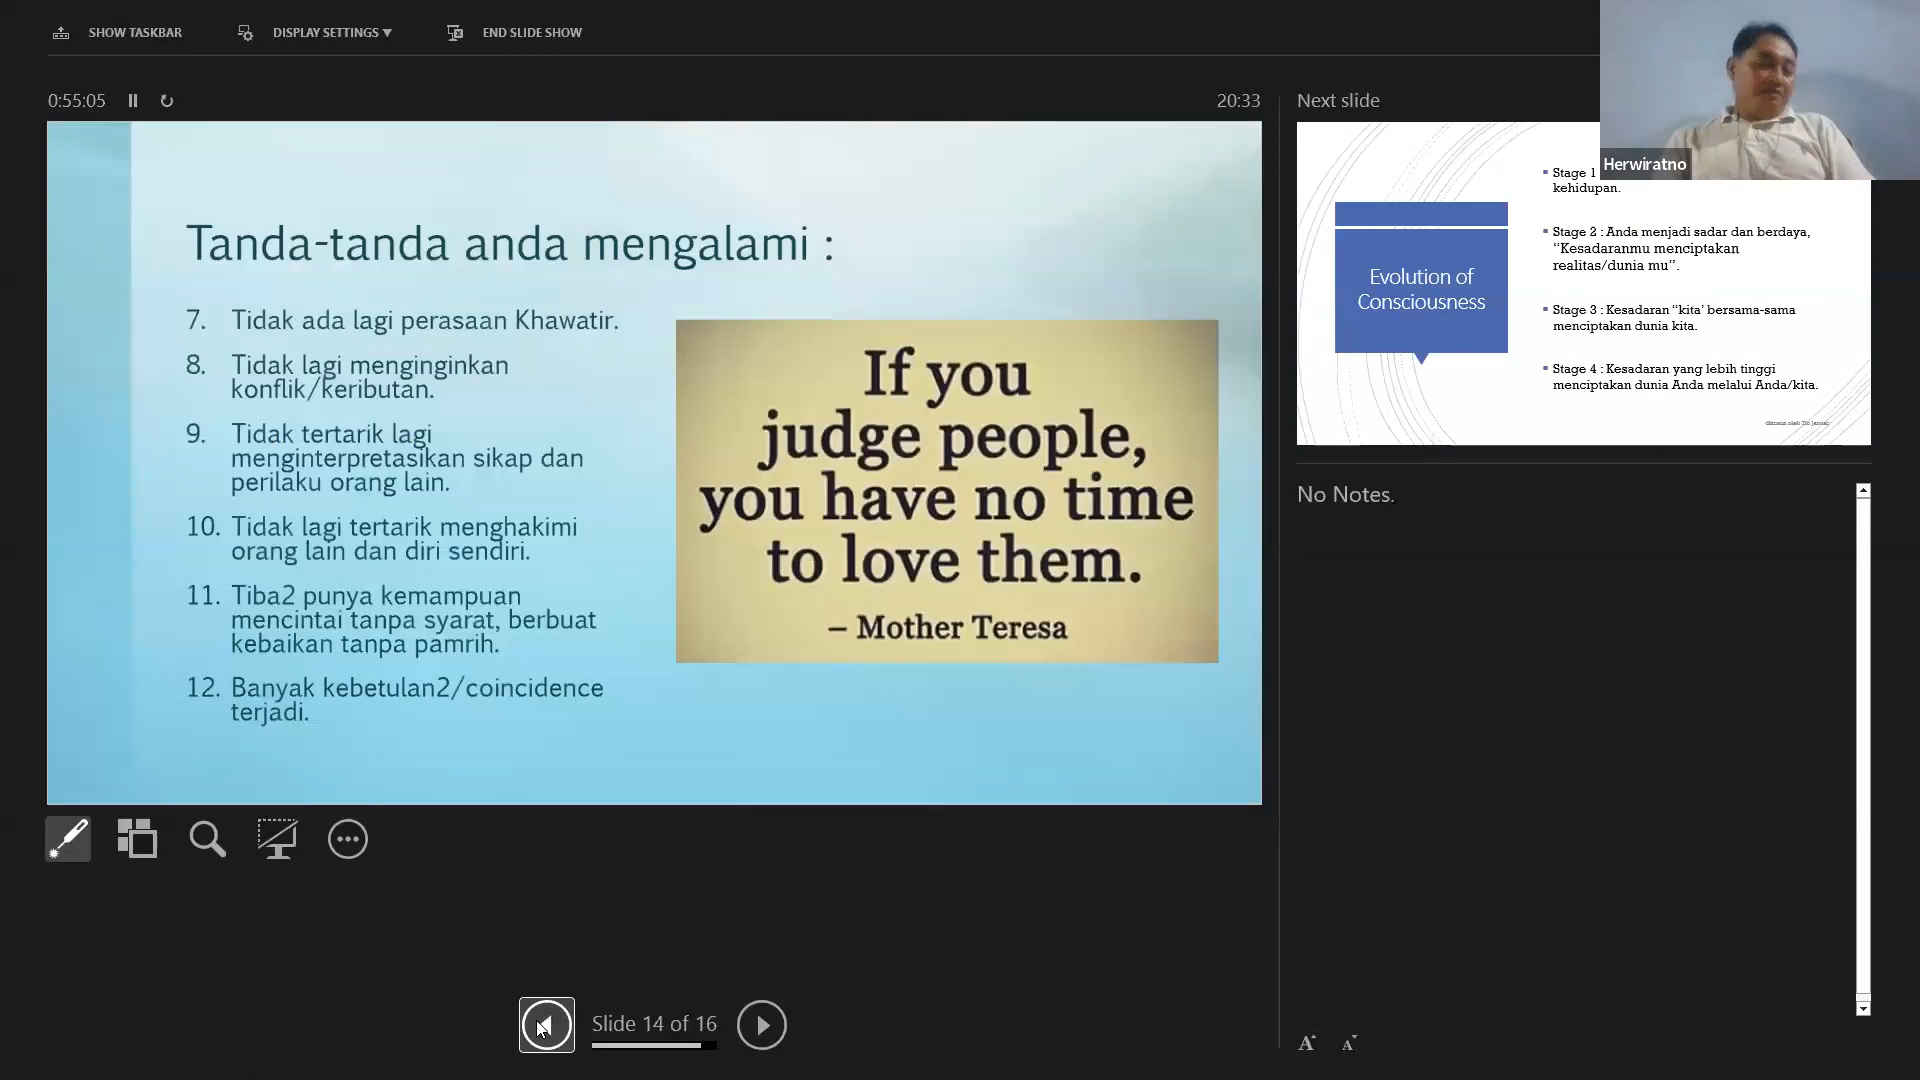 SHOW TASKBAR
DISPLAY SETTINGS ▼
END SLIDE SHOW
0:55:05
20:33
Tanda-tanda anda mengalami :
7. Tidak ada lagi perasaan Khawatir.
8. Tidak lagi menginginkan
konflik/keributan.
9. Tidak tertarik lagi
menginterpretasikan sikap dan
perilaku orang lain.
10. Tidak lagi tertarik menghakimi
orang lain dan diri sendiri.
11. Tiba2 punya kemampuan
mencintai tanpa syarat, berbuat
kebaikan tanpa pamrih.
12. Banyak kebetulan2/coincidence
terjadi.
If you
judge people,
you have no time
to love them.
– Mother Teresa
Slide 14 of 16
Next slide
Herwiratno
Evolution of
Consciousness
Stage 1
kehidupan.
Stage 2 : Anda menjadi sadar dan berdaya,
“Kesadaranmu menciptakan
realitas/dunia mu”.
Stage 3 : Kesadaran “kita’ bersama-sama
menciptakan dunia kita.
Stage 4 : Kesadaran yang lebih tinggi
menciptakan dunia Anda melalui Anda/kita.
No Notes.
A A